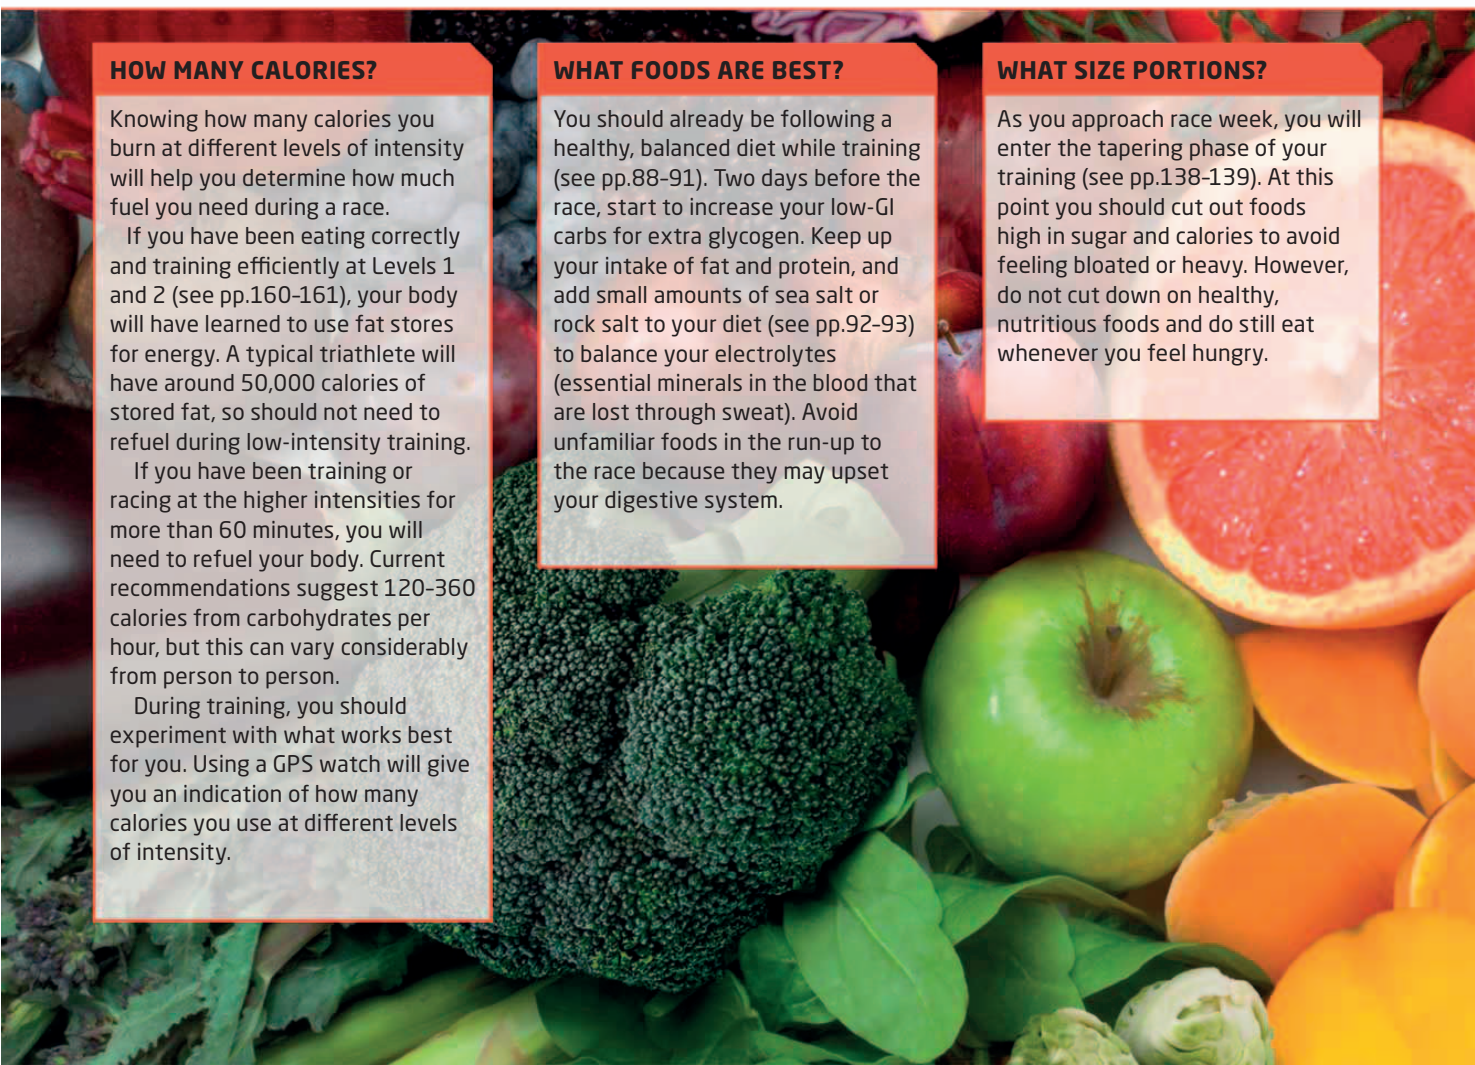 HOW MANY CALORIES?
Knowing how many calories you
burn at different levels of intensity
will help you determine how much
fuel you need during a race.
If you have been eating correctly
and training efficiently at Levels 1
and 2 (see pp.160–161), your body
will have learned to use fat stores
for energy. A typical triathlete will
have around 50,000 calories of
stored fat, so should not need to
refuel during low-intensity training.
If you have been training or
racing at the higher intensities for
more than 60 minutes, you will
need to refuel your body. Current
recommendations suggest 120–360
calories from carbohydrates per
hour, but this can vary considerably
from person to person.
During training, you should
experiment with what works best
for you. Using a GPS watch will give
you an indication of how many
calories you use at different levels
of intensity.
WHAT FOODS ARE BEST?
You should already be following a
healthy, balanced diet while training
(see pp.88–91). Two days before the
race, start to increase your low-GI
carbs for extra glycogen. Keep up
your intake of fat and protein, and
add small amounts of sea salt or
rock salt to your diet (see pp.92–93)
to balance your electrolytes
(essential minerals in the blood that
are lost through sweat). Avoid
unfamiliar foods in the run-up to
the race because they may upset
your digestive system.
WHAT SIZE PORTIONS?
As you approach race week, you will
enter the tapering phase of your
training (see pp.138–139). At this
point you should cut out foods
high in sugar and calories to avoid
feeling bloated or heavy. However,
do not cut down on healthy,
nutritious foods and do still eat
whenever you feel hungry.